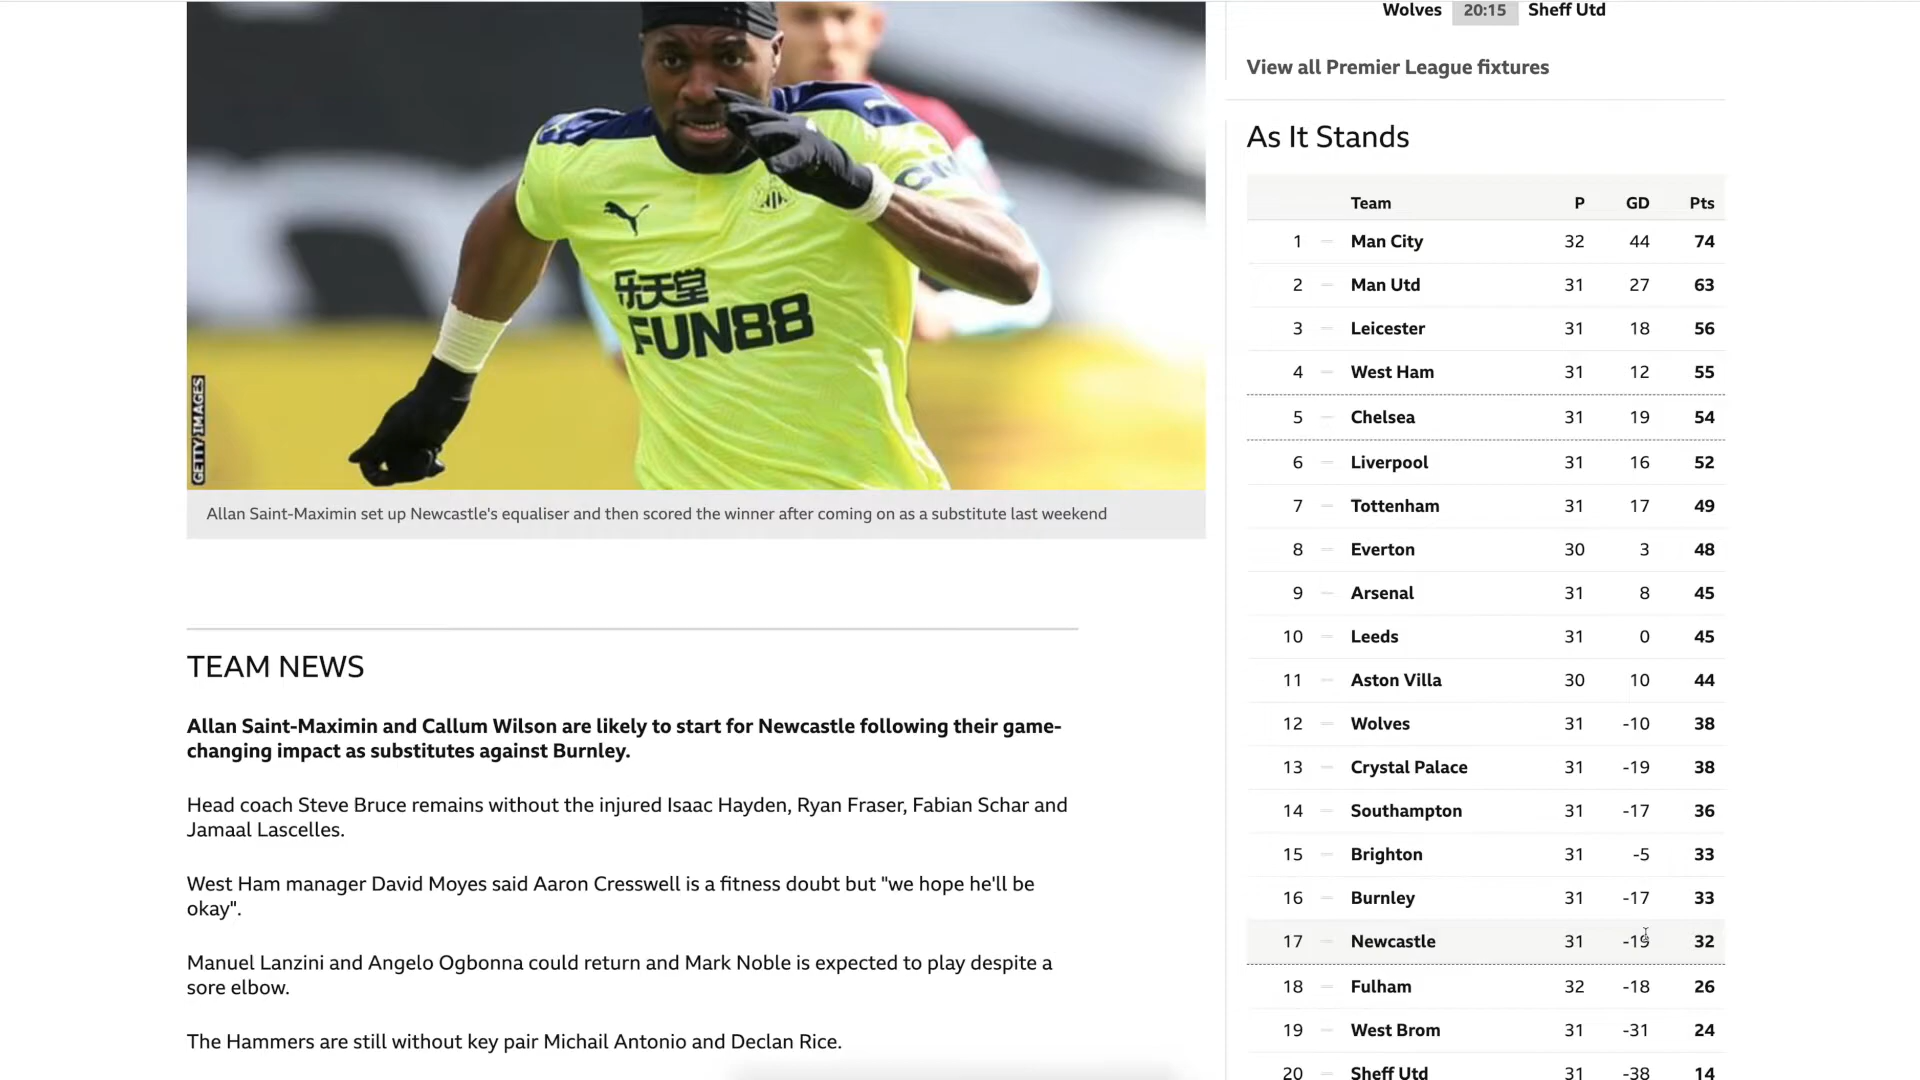 Wolves 20:15 Sheff Utd
View all Premier League fixtures
As It Stands
Team P GD Pts
1 Man City 32 44 74
2 Man Utd 31 27 63
3 Leicester 31 18 56
4 West Ham 31 12 55
5 Chelsea 31 19 54
6 Liverpool 31 16 52
7 Tottenham 31 17 49
8 Everton 30 3 48
9 Arsenal 31 8 45
10 Leeds 31 0 45
11 Aston Villa 30 10 44
12 Wolves 31 -10 38
13 Crystal Palace 31 -19 38
14 Southampton 31 -17 36
15 Brighton 31 -5 33
16 Burnley 31 -17 33
17 Newcastle 31 -19 32
18 Fulham 32 -18 26
19 West Brom 31 -31 24
20 Sheff Utd 31 -38 14
乐天堂
FUN88
GETTY IMAGES
Allan Saint-Maximin set up Newcastle's equaliser and then scored the winner after coming on as a substitute last weekend
TEAM NEWS
Allan Saint-Maximin and Callum Wilson are likely to start for Newcastle following their game-
changing impact as substitutes against Burnley.
Head coach Steve Bruce remains without the injured Isaac Hayden, Ryan Fraser, Fabian Schar and
Jamaal Lascelles.
West Ham manager David Moyes said Aaron Cresswell is a fitness doubt but "we hope he'll be
okay".
Manuel Lanzini and Angelo Ogbonna could return and Mark Noble is expected to play despite a
sore elbow.
The Hammers are still without key pair Michail Antonio and Declan Rice.